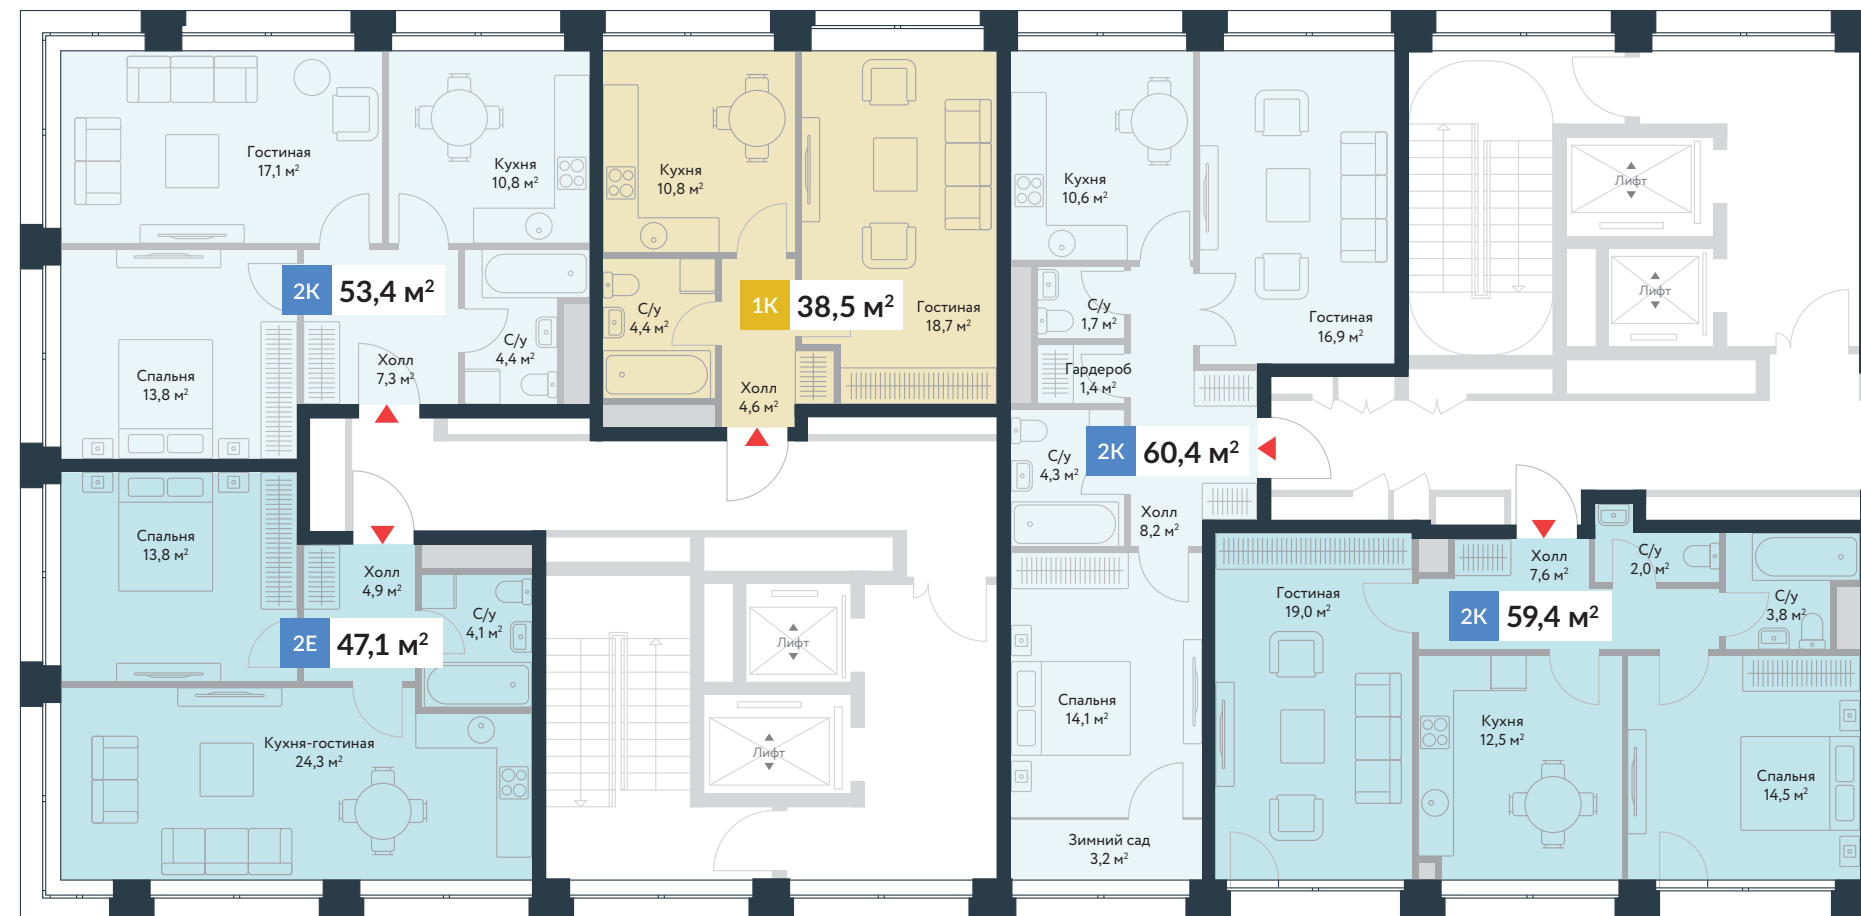 Гостиная
17,1 м²
Кухня
10,8 м²
2К 53,4 м²
Спальня
13,8 м²
Холл
7,3 м²
С/у
4,4 м²
Кухня
10,8 м²
С/у
4,4 м²
1К 38,5 м²
Гостиная
18,7 м²
Холл
4,6 м²
Кухня
10,6 м²
С/у
1,7 м²
Гардероб
1,4 м²
Гостиная
16,9 м²
С/у
4,3 м²
2К 60,4 м²
Холл
8,2 м²
Спальня
14,1 м²
Зимний сад
3,2 м²
Лифт
Лифт
Спальня
13,8 м²
Холл
4,9 м²
С/у
4,1 м²
2Е 47,1 м²
Кухня-гостиная
24,3 м²
Лифт
Лифт
Гостиная
19,0 м²
Холл
7,6 м²
С/у
2,0 м²
С/у
3,8 м²
2К 59,4 м²
Кухня
12,5 м²
Спальня
14,5 м²